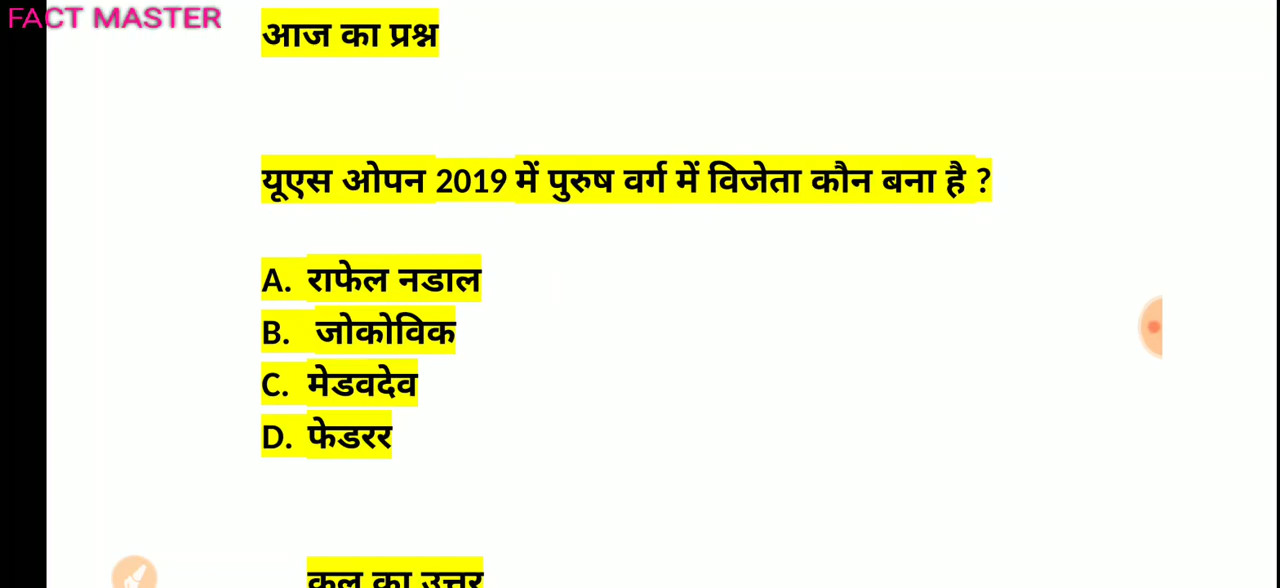 FACT MASTER
आज का प्रश्न
यूएस ओपन 2019 में पुरुष वर्ग में विजेता कौन बना है ?
A. राफेल नडाल
B. जोकोविक
C. मेडवदेव
D. फेडरर
कल का उत्तर